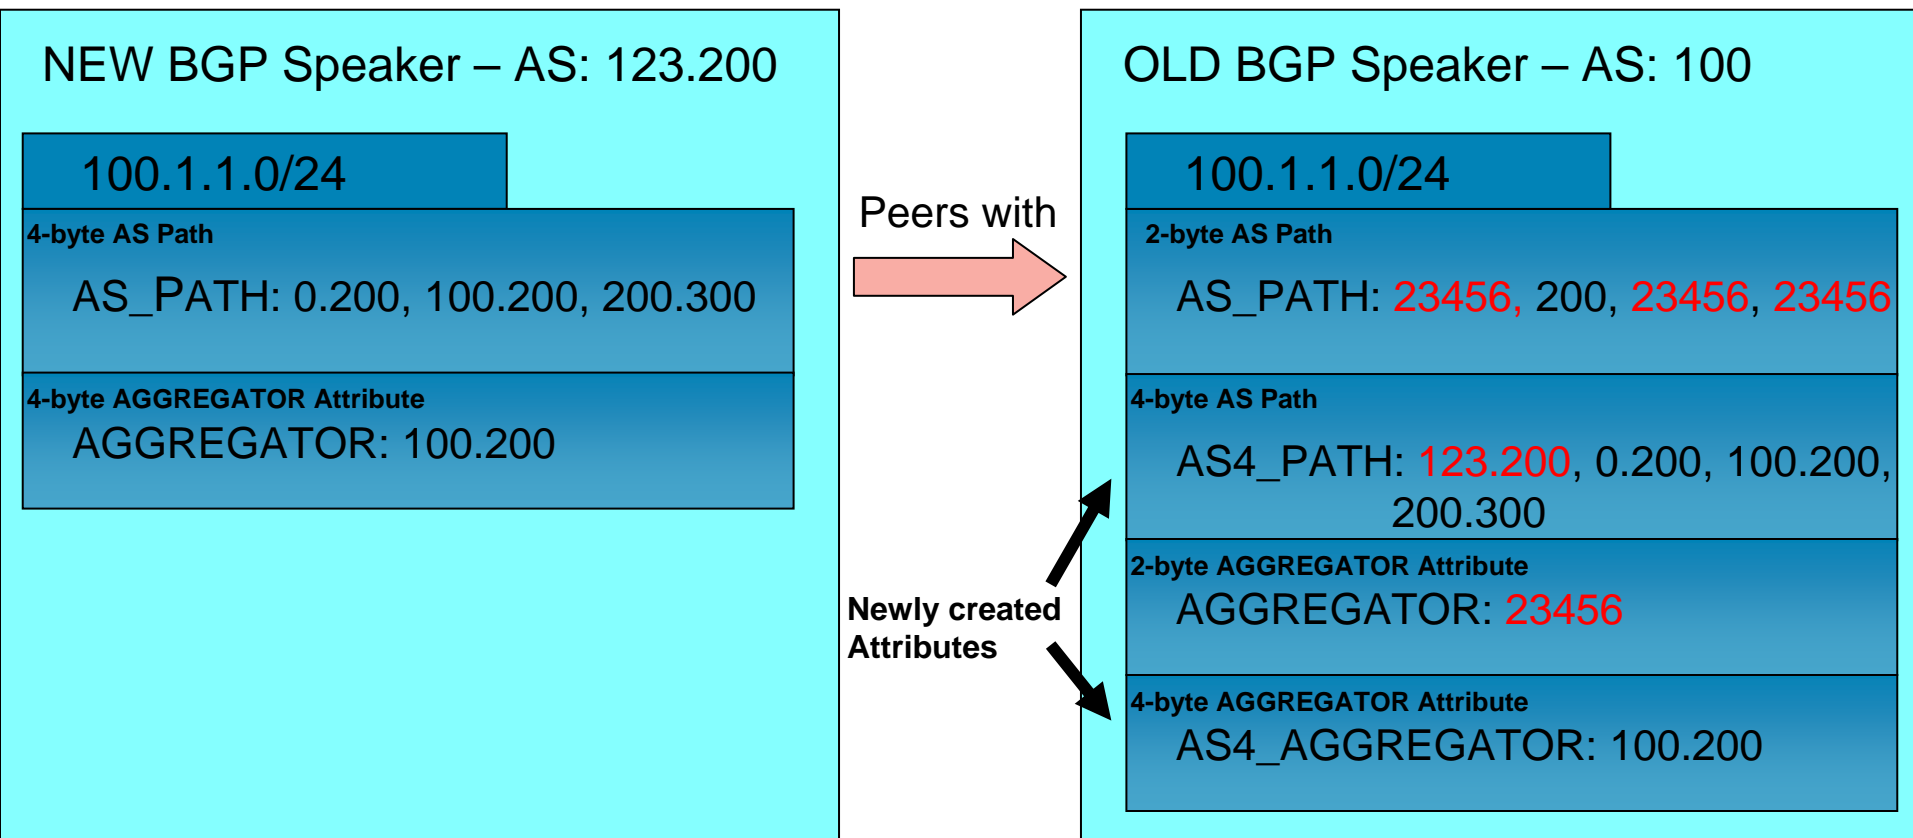 NEW BGP Speaker – AS: 123.200
100.1.1.0/24
4-byte AS Path
AS_PATH: 0.200, 100.200, 200.300
4-byte AGGREGATOR Attribute
AGGREGATOR: 100.200
Peers with
Newly created
Attributes
OLD BGP Speaker – AS: 100
100.1.1.0/24
2-byte AS Path
AS_PATH: 23456, 200, 23456, 23456
4-byte AS Path
AS4_PATH: 123.200, 0.200, 100.200,
200.300
2-byte AGGREGATOR Attribute
AGGREGATOR: 23456
4-byte AGGREGATOR Attribute
AS4_AGGREGATOR: 100.200